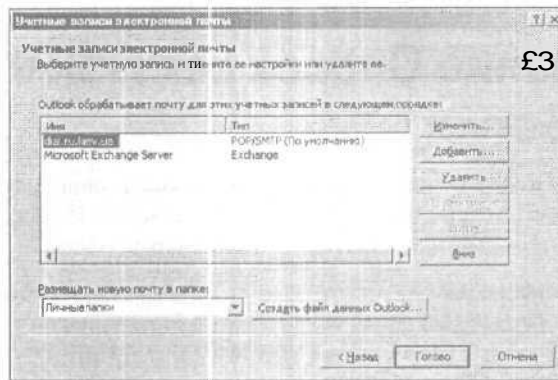 Учетные записи электронной почты
Учетные записи электронной почты
Выберите учетную запись и тие ее настройки или удалите ее.
£3
Outlook обрабатывает почту для этих учетных записей в следующем порядке:
Имя Тип
POP/SMTP (По умолчанию)
Microsoft Exchange Server Exchange
Изменить...
Добавить...
Удалить
Вниз
Размещать новую почту в папке:
Личные папки
Создать файл данных Outlook...
< Назад Готово Отмена